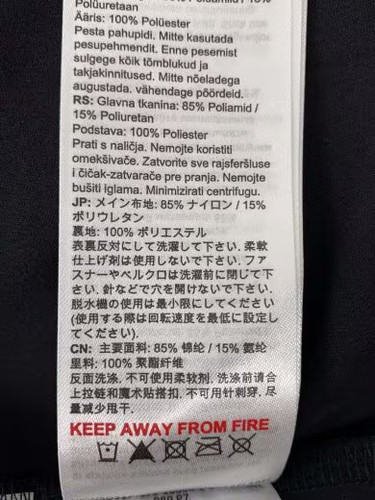 Polüuretaan
Ääris: 100% Polüester
Pesta pahupidi. Mitte kasutada
pesupehmendit. Enne pesemist
sulgege kõik tõmblukud ja
takjakinnitused. Mitte nõeladega
augustada. vähendage pöördeid.
RS: Glavna tkanina: 85% Poliamid /
15% Poliuretan
Podstava: 100% Poliester
Prati s naličja. Nemojte koristiti
omekšivače. Zatvorite sve rajsferšluse
i čičak-zatvarače pre pranja. Nemojte
bušiti iglama. Minimizirati centrifugu.
JP: メイン布地: 85% ナイロン / 15%
ポリウレタン
裏地: 100% ポリエステル
表裏反対にして洗濯して下さい. 柔軟
仕上げ剤は使用しないで下さい. ファ
スナーやベルクロは洗濯前に閉じて下
さい. 針などで穴を開けないで下さい.
脱水機の使用は最小限にしてください
(使用する際は回転速度を最低に設定し
てください).
CN: 主要面料: 85% 锦纶 / 15% 氨纶
里料: 100% 聚酯纤维
反面洗涤. 不可使用柔软剂. 洗涤前请合
上拉链和魔术贴搭扣. 不可用针刺穿. 尽
量减少甩干.
KEEP AWAY FROM FIRE